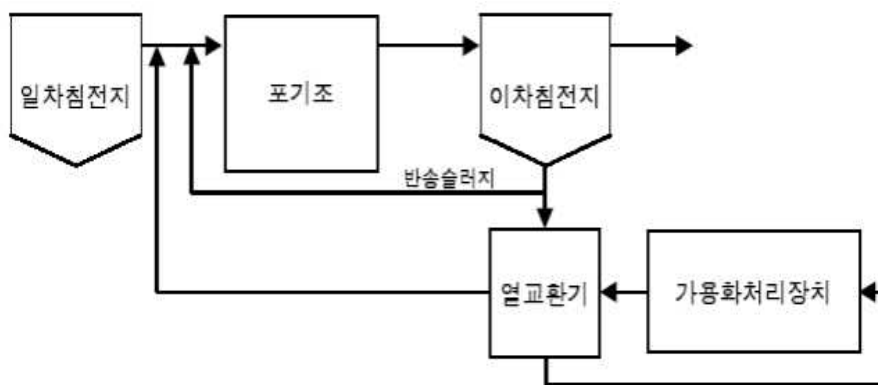 일차침전지
포기조
이차침전지
반송슬러지
열교환기
가용화처리장치